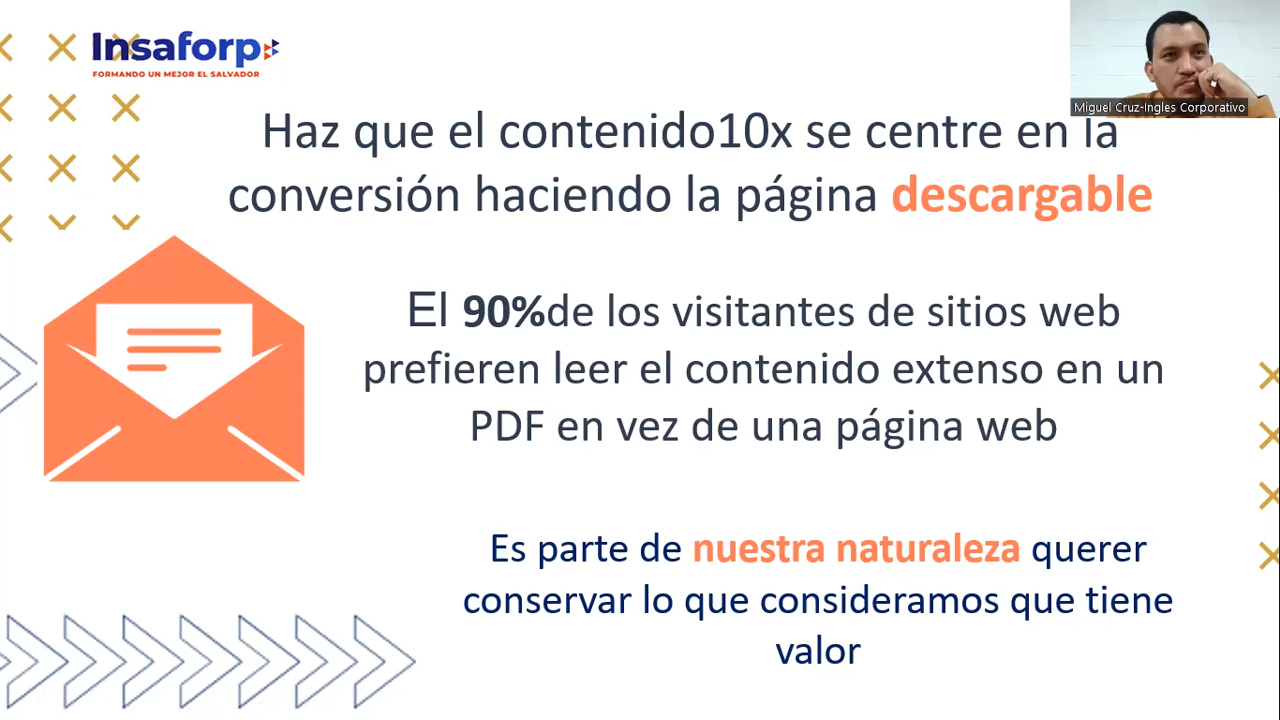 Insaforp
FORMANDO UN MEJOR EL SALVADOR
Miguel Cruz-Ingles Corporativo
Haz que el contenido10x se centre en la
conversión haciendo la página descargable
El 90%de los visitantes de sitios web
prefieren leer el contenido extenso en un
PDF en vez de una página web
Es parte de nuestra naturaleza querer
conservar lo que consideramos que tiene
valor